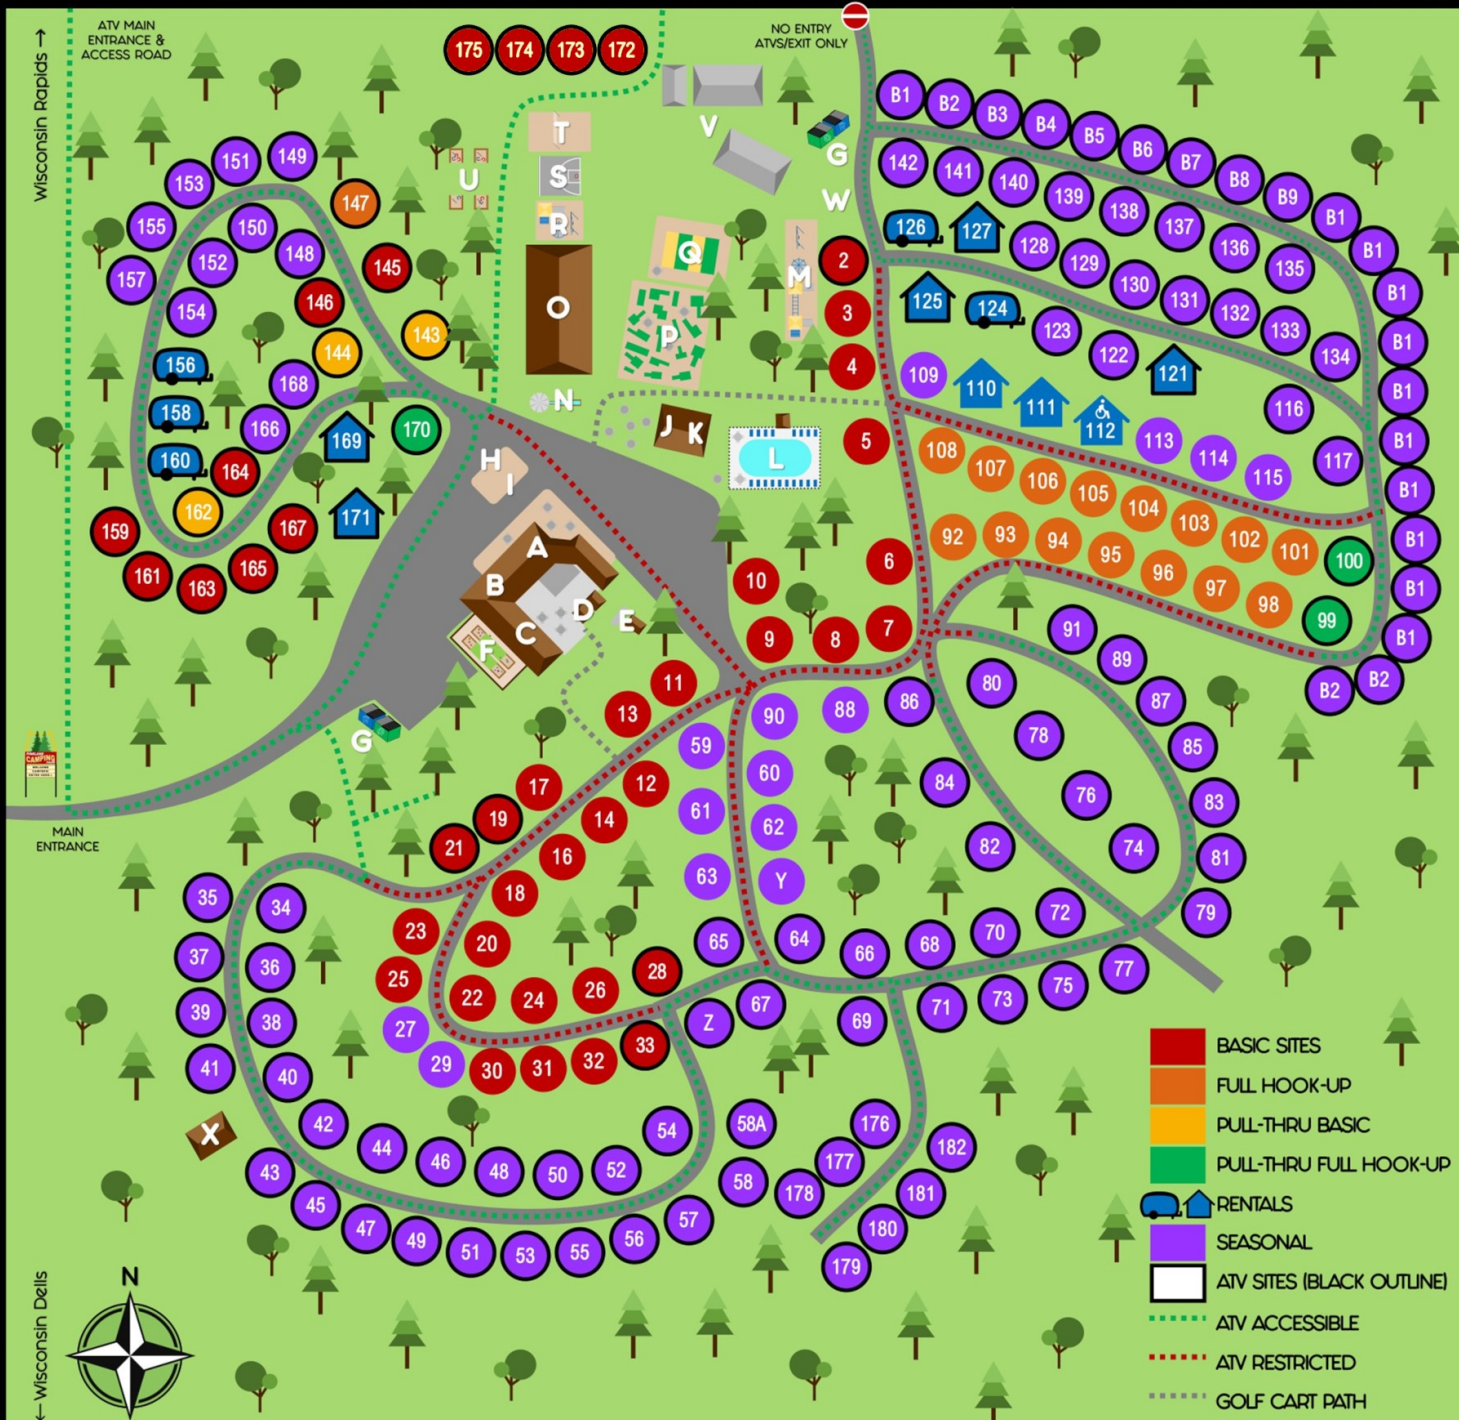 Wisconsin Rapids →
ATV MAIN
ENTRANCE &
ACCESS ROAD
175 174 173 172
NO ENTRY
ATVS/EXIT ONLY
B1 B2 B3 B4 B5 B6 B7 B8 B9 B1 B1 B1 B1 B1 B1 B1 B1 B1 B1 B2 B2
T
V
G
U
S
W
R
Q
M
O
P
N
J K
L
H
I
A
B
D
C
E
F
G
X
142 141 140 139 138 137 136 135
126 127 128 129 130 131 132 133 134
125 124 123 122 121 116 117
109 110 111 112 113 114 115
108 107 106 105 104 103 102 101 100
92 93 94 95 96 97 98 99
151 149 153 147 155 150 157 152 148 145
154 146 143 144 156 168 158 166 169 170
160 164 162 171 159 167 161 163 165
2
3
4
5
6
10
9 8 7
11
13
12
17
14
19
16
21
18
23
20
25
22 24 26 28
27
29 30 31 32 33
90 88 86
59 60
61 62
63 Y
65 64 66 68 70 72
Z 67 69 71 73 75 77
80 78 76 74
84 82
91 89 87 85 83 81 79
35 34
37 36
39 38
41 40
42 44 46 48 50 52 54
43 45 47 49 51 53 55 56 57
58A
58
176 177 178
182 181 180 179
CAMPING
MAIN
ENTRANCE
BASIC SITES
FULL HOOK-UP
PULL-THRU BASIC
PULL-THRU FULL HOOK-UP
RENTALS
SEASONAL
ATV SITES (BLACK OUTLINE)
ATV ACCESSIBLE
ATV RESTRICTED
GOLF CART PATH
← Wisconsin Dells
N